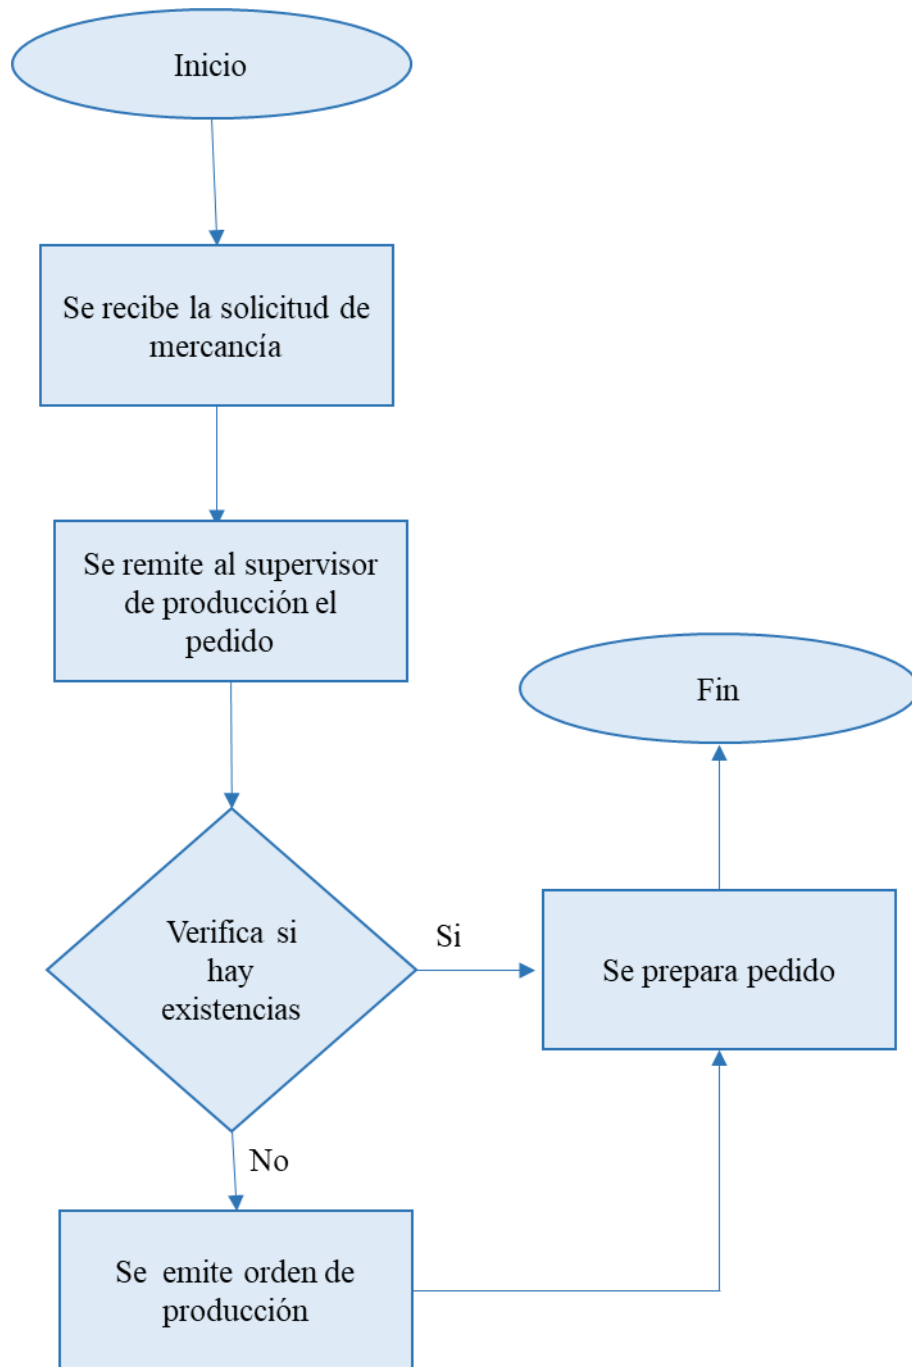 Inicio
Se recibe la solicitud de
mercancía
Se remite al supervisor
de producción el
pedido
Verifica si
hay
existencias
Si
Se prepara pedido
Fin
No
Se emite orden de
producción